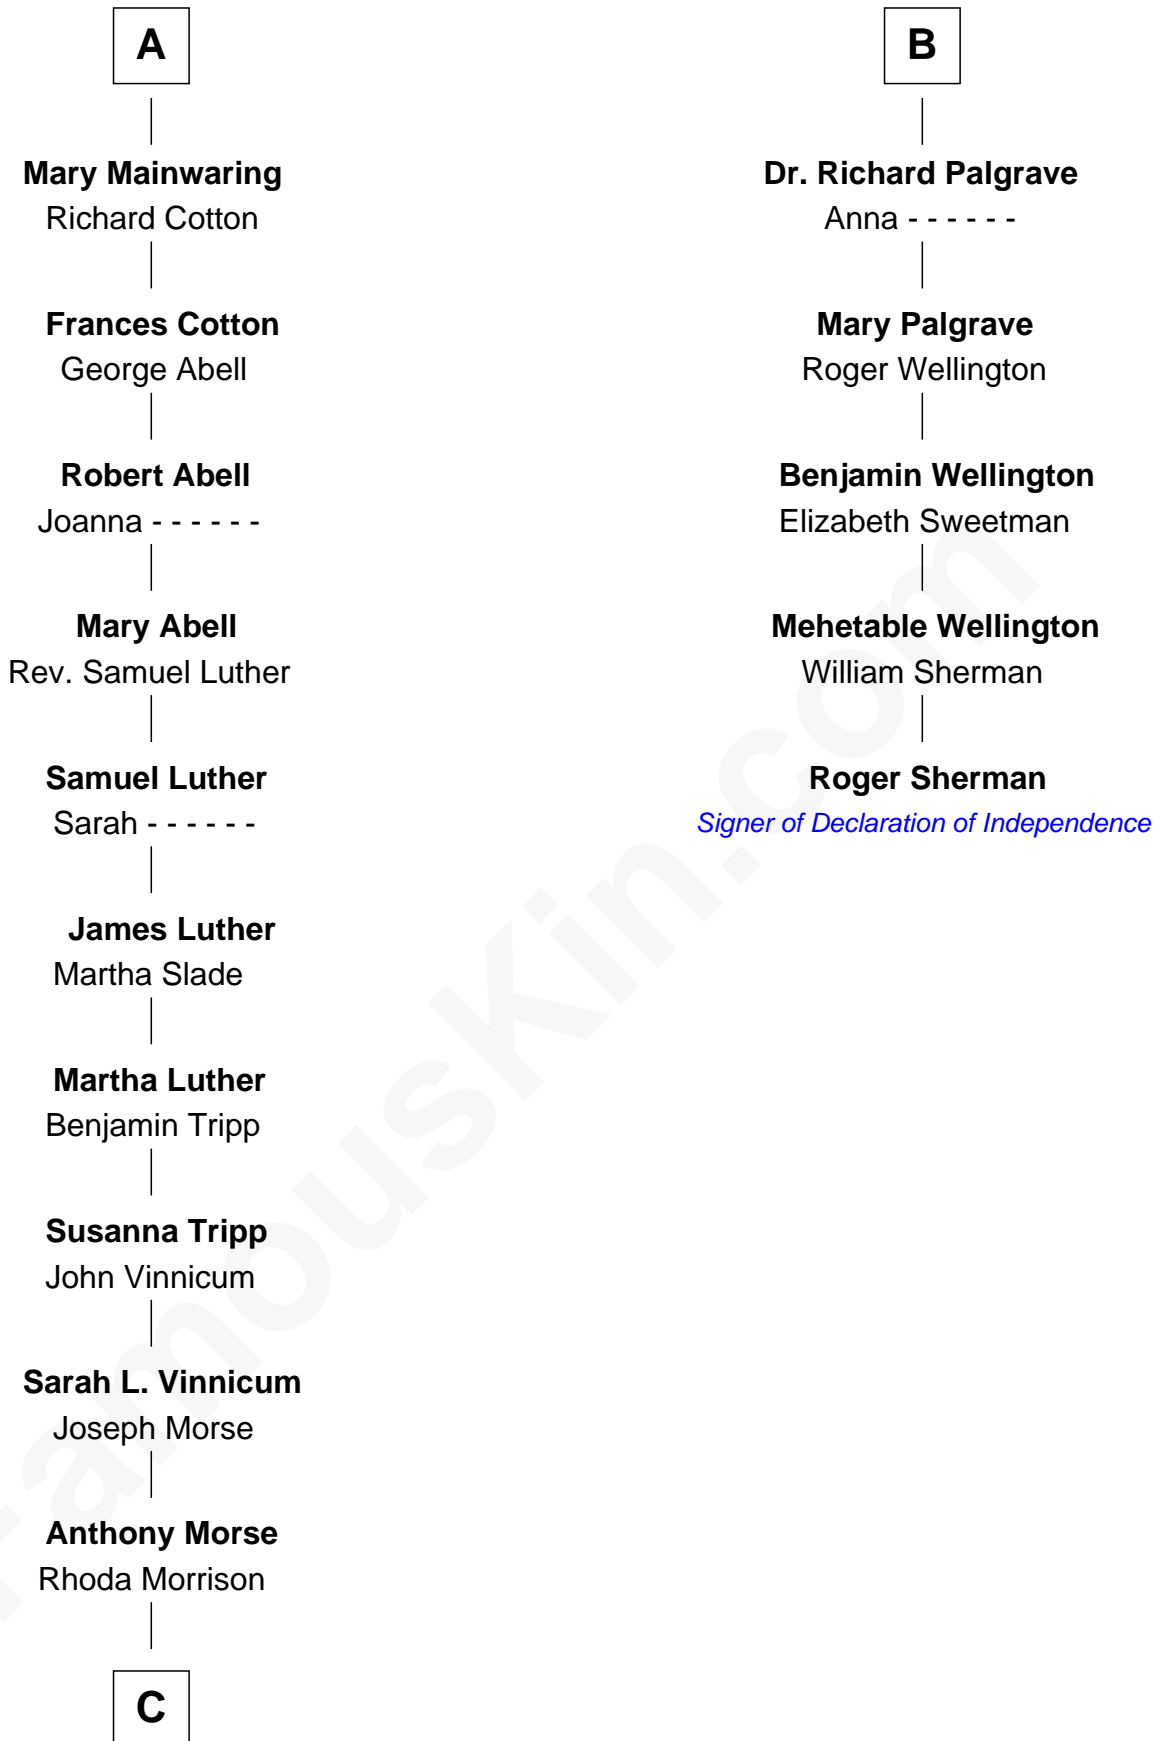 A
Mary Mainwaring
Richard Cotton
Frances Cotton
George Abell
Robert Abell
Joanna - - - - - -
Mary Abell
Rev. Samuel Luther
Samuel Luther
Sarah - - - - - -
James Luther
Martha Slade
Martha Luther
Benjamin Tripp
Susanna Tripp
John Vinnicum
Sarah L. Vinnicum
Joseph Morse
Anthony Morse
Rhoda Morrison
C
B
Dr. Richard Palgrave
Anna - - - - - -
Mary Palgrave
Roger Wellington
Benjamin Wellington
Elizabeth Sweetman
Mehetable Wellington
William Sherman
Roger Sherman
Signer of Declaration of Independence
FamousKin.com